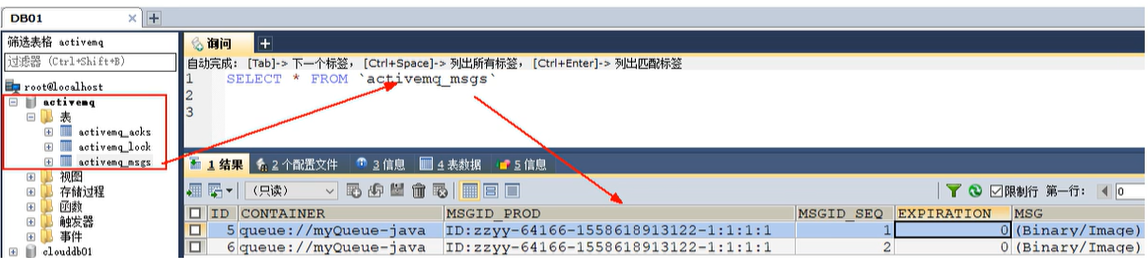 DB01
筛选表格 activemq
过滤器 (Ctrl+Shift+B)
root@localhost
activemq
表
activemq_acks
activemq_lock
activemq_msgs
视图
存储过程
函数
触发器
事件
clouddb01
询问
自动完成: [Tab]-> 下一个标签, [Ctrl+Space]-> 列出所有标签, [Ctrl+Enter]-> 列出匹配标签
1 SELECT * FROM `activemq_msgs`
2
3
1 结果 2 个配置文件 3 信息 4 表数据 5 信息
(只读) 限制行 第一行: 0
ID CONTAINER MSGID_PROD MSGID_SEQ EXPIRATION MSG
5 queue://myQueue-java ID:zzyy-64166-1558618913122-1:1:1:1 1 0 (Binary/Image)
6 queue://myQueue-java ID:zzyy-64166-1558618913122-1:1:1:1 2 0 (Binary/Image)